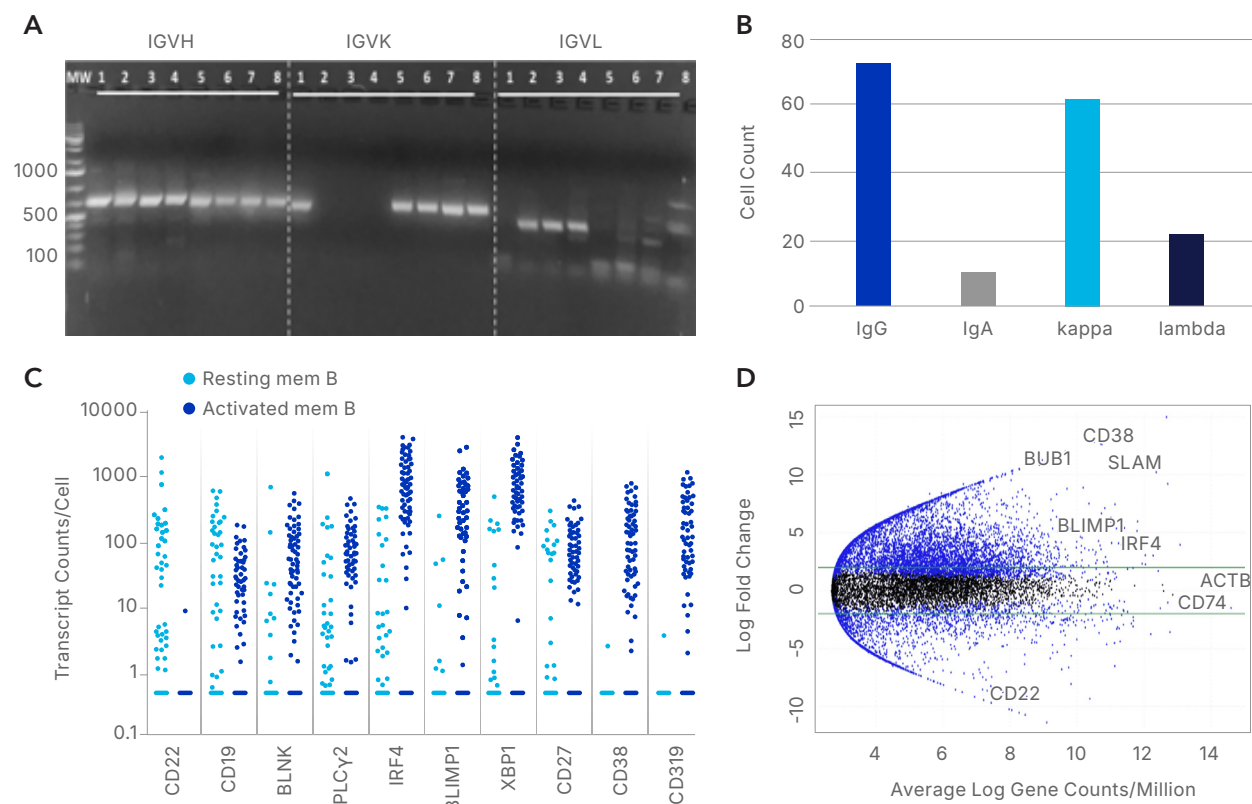 A
IGVH IGVK IGVL
MW 1 2 3 4 5 6 7 8 1 2 3 4 5 6 7 8 1 2 3 4 5 6 7 8
1000
500
100
B
80
60
40
20
0
Cell Count
IgG IgA kappa lambda
C
Resting mem B
Activated mem B
10000
1000
100
10
1
0.1
Transcript Counts/Cell
CD22 CD19 BLNK PLCγ2 IRF4 BLIMP1 XBP1 CD27 CD38 CD319
D
15
10
5
0
-5
-10
Log Fold Change
CD38
BUB1 SLAM
BLIMP1
IRF4
ACTB
CD74
CD22
4 6 8 10 12 14
Average Log Gene Counts/Million